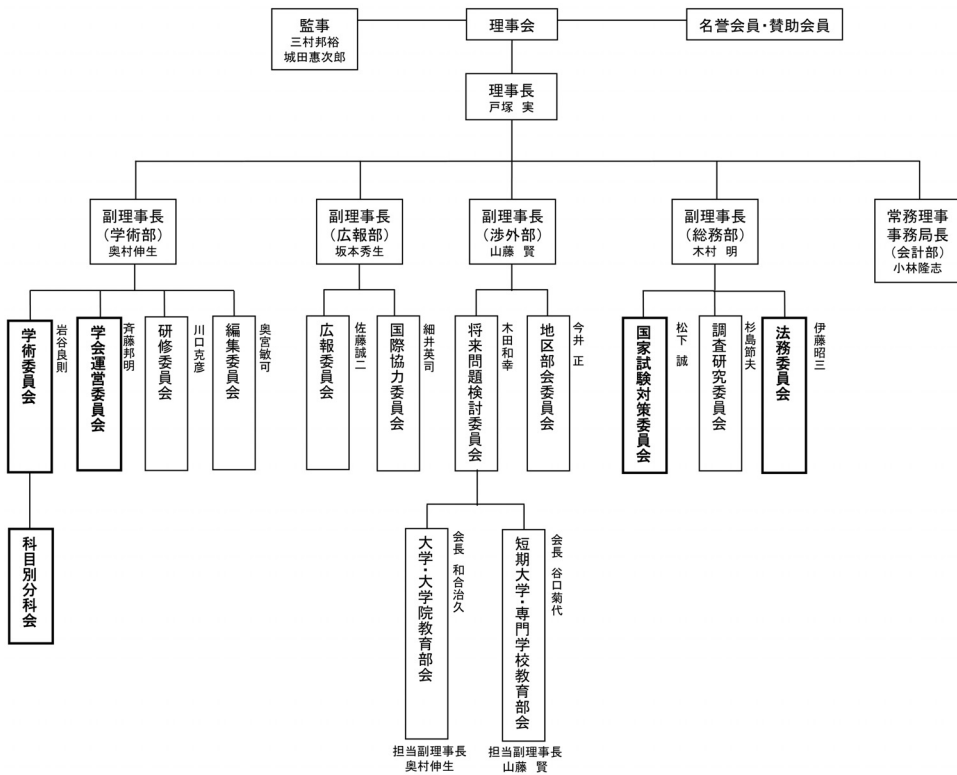 監事
三村邦裕
城田惠次郎
理事会
名誉会員・賛助会員
理事長
戸塚 実
副理事長
（学術部）
奥村伸生
副理事長
（広報部）
坂本秀生
副理事長
（渉外部）
山藤 賢
副理事長
（総務部）
木村 明
常務理事
事務局長
（会計部）
小林隆志
学術委員会
岩谷良則
学会運営委員会
斉藤邦明
研修委員会
川口克彦
編集委員会
奥宮敏可
広報委員会
佐藤誠二
国際協力委員会
細井英司
将来問題検討委員会
木田和幸
地区部会委員会
今井 正
国家試験対策委員会
松下 誠
調査研究委員会
杉島節夫
法務委員会
伊藤昭三
科目別分科会
大学・大学院教育部会
会長 和合治久
短期大学・専門学校教育部会
会長 谷口菊代
担当副理事長
奥村伸生
担当副理事長
山藤 賢